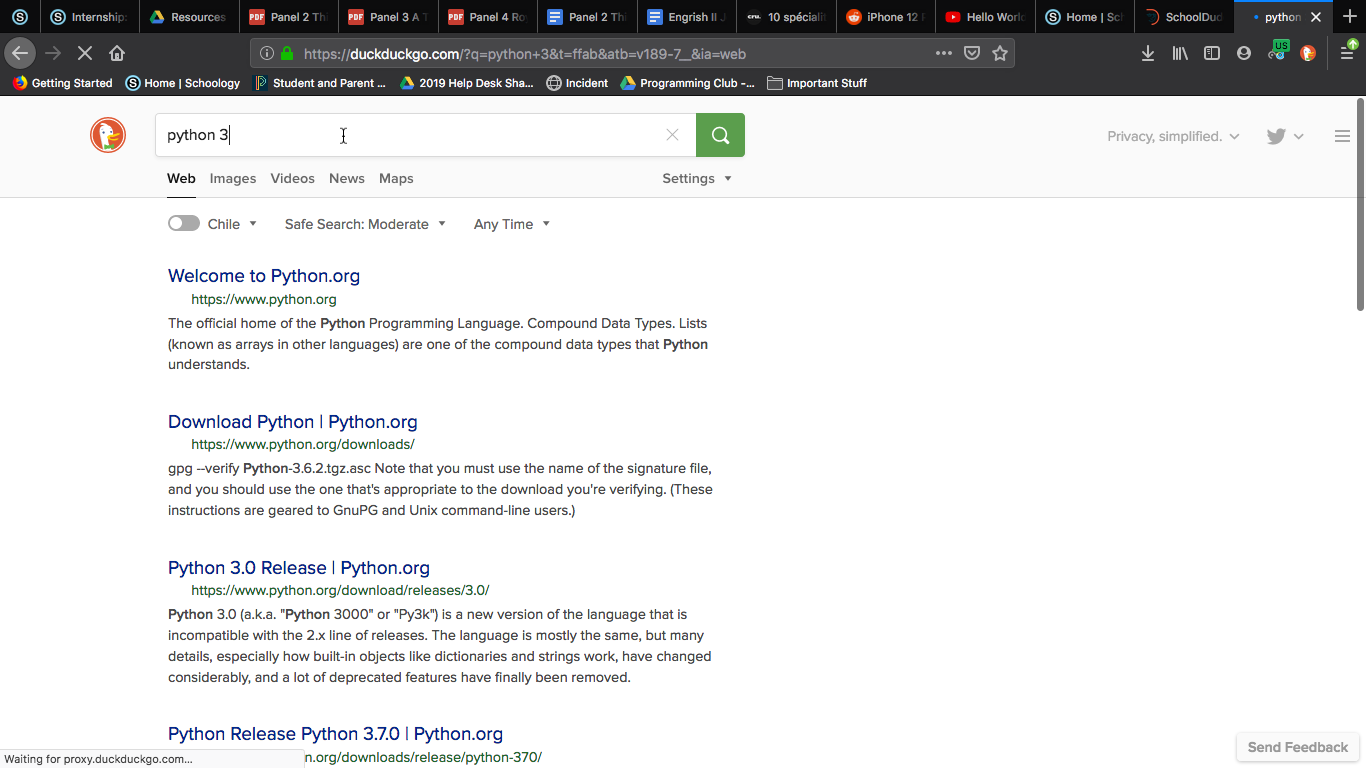 Internship:
Resources
PDF Panel 2 Thi
PDF Panel 3 A T
PDF Panel 4 Ro
Panel 2 Thi
Engrish II J
cnu. 10 spécialit
iPhone 12 F
Hello World
Home | Sch
SchoolDud
python
https://duckduckgo.com/?q=python+3&t=ffab&atb=v189-7__&ia=web
US
Getting Started
Home | Schoology
Student and Parent ...
2019 Help Desk Sha...
Incident
Programming Club -...
Important Stuff
python 3
Privacy, simplified.
Web Images Videos News Maps Settings
Chile Safe Search: Moderate Any Time
Welcome to Python.org
https://www.python.org
The official home of the Python Programming Language. Compound Data Types. Lists
(known as arrays in other languages) are one of the compound data types that Python
understands.
Download Python | Python.org
https://www.python.org/downloads/
gpg --verify Python-3.6.2.tgz.asc Note that you must use the name of the signature file,
and you should use the one that's appropriate to the download you're verifying. (These
instructions are geared to GnuPG and Unix command-line users.)
Python 3.0 Release | Python.org
https://www.python.org/download/releases/3.0/
Python 3.0 (a.k.a. "Python 3000" or "Py3k") is a new version of the language that is
incompatible with the 2.x line of releases. The language is mostly the same, but many
details, especially how built-in objects like dictionaries and strings work, have changed
considerably, and a lot of deprecated features have finally been removed.
Python Release Python 3.7.0 | Python.org
n.org/downloads/release/python-370/
Waiting for proxy.duckduckgo.com...
Send Feedback